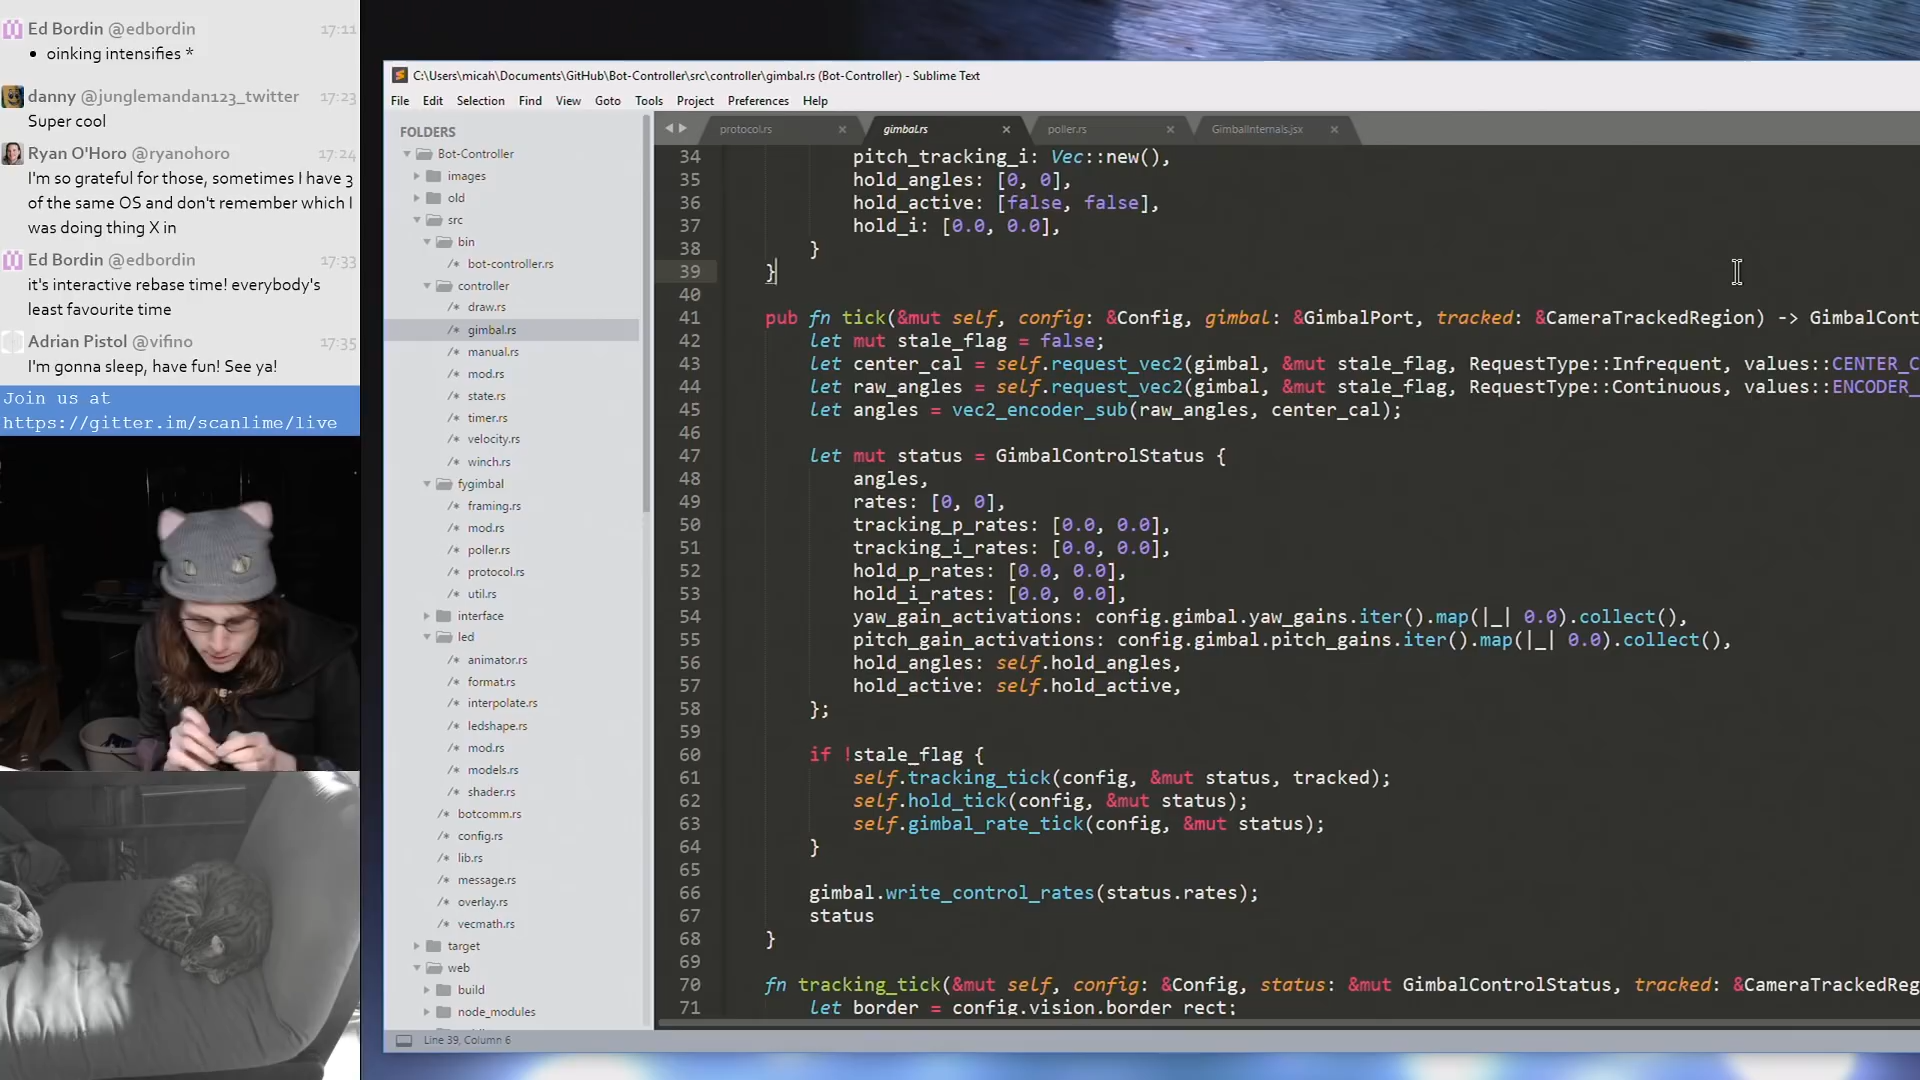 Ed Bordin @edbordin 17:11
• oinking intensifies *
danny @junglemandan123_twitter 17:23
Super cool
Ryan O'Horo @ryanohoro 17:24
I'm so grateful for those, sometimes I have 3
of the same OS and don't remember which I
was doing thing X in
Ed Bordin @edbordin 17:33
it's interactive rebase time! everybody's
least favourite time
Adrian Pistol @vifino 17:35
I'm gonna sleep, have fun! See ya!
Join us at
https://gitter.im/scanlime/live
C:\Users\micah\Documents\GitHub\Bot-Controller\src\controller\gimbal.rs (Bot-Controller) - Sublime Text
File Edit Selection Find View Goto Tools Project Preferences Help
FOLDERS
Bot-Controller
images
old
src
bin
/* bot-controller.rs
controller
/* draw.rs
/* gimbal.rs
/* manual.rs
/* mod.rs
/* state.rs
/* timer.rs
/* velocity.rs
/* winch.rs
fygimbal
/* framing.rs
/* mod.rs
/* poller.rs
/* protocol.rs
/* util.rs
interface
led
/* animator.rs
/* format.rs
/* interpolate.rs
/* ledshape.rs
/* mod.rs
/* models.rs
/* shader.rs
/* botcomm.rs
/* config.rs
/* lib.rs
/* message.rs
/* overlay.rs
/* vecmath.rs
target
web
build
node_modules
protocol.rs gimbal.rs poller.rs GimbalInternals.jsx
34 pitch_tracking_i: Vec::new(),
35 hold_angles: [0, 0],
36 hold_active: [false, false],
37 hold_i: [0.0, 0.0],
38 }
39 }
40
41 pub fn tick(&mut self, config: &Config, gimbal: &GimbalPort, tracked: &CameraTrackedRegion) -> GimbalCont
42 let mut stale_flag = false;
43 let center_cal = self.request_vec2(gimbal, &mut stale_flag, RequestType::Infrequent, values::CENTER_C
44 let raw_angles = self.request_vec2(gimbal, &mut stale_flag, RequestType::Continuous, values::ENCODER_
45 let angles = vec2_encoder_sub(raw_angles, center_cal);
46
47 let mut status = GimbalControlStatus {
48 angles,
49 rates: [0, 0],
50 tracking_p_rates: [0.0, 0.0],
51 tracking_i_rates: [0.0, 0.0],
52 hold_p_rates: [0.0, 0.0],
53 hold_i_rates: [0.0, 0.0],
54 yaw_gain_activations: config.gimbal.yaw_gains.iter().map(|_| 0.0).collect(),
55 pitch_gain_activations: config.gimbal.pitch_gains.iter().map(|_| 0.0).collect(),
56 hold_angles: self.hold_angles,
57 hold_active: self.hold_active,
58 };
59
60 if !stale_flag {
61 self.tracking_tick(config, &mut status, tracked);
62 self.hold_tick(config, &mut status);
63 self.gimbal_rate_tick(config, &mut status);
64 }
65
66 gimbal.write_control_rates(status.rates);
67 status
68 }
69
70 fn tracking_tick(&mut self, config: &Config, status: &mut GimbalControlStatus, tracked: &CameraTrackedReg
71 let border = config.vision.border_rect;
Line 39, Column 6